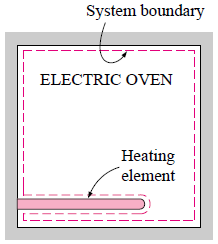 System boundary
ELECTRIC OVEN
Heating
element